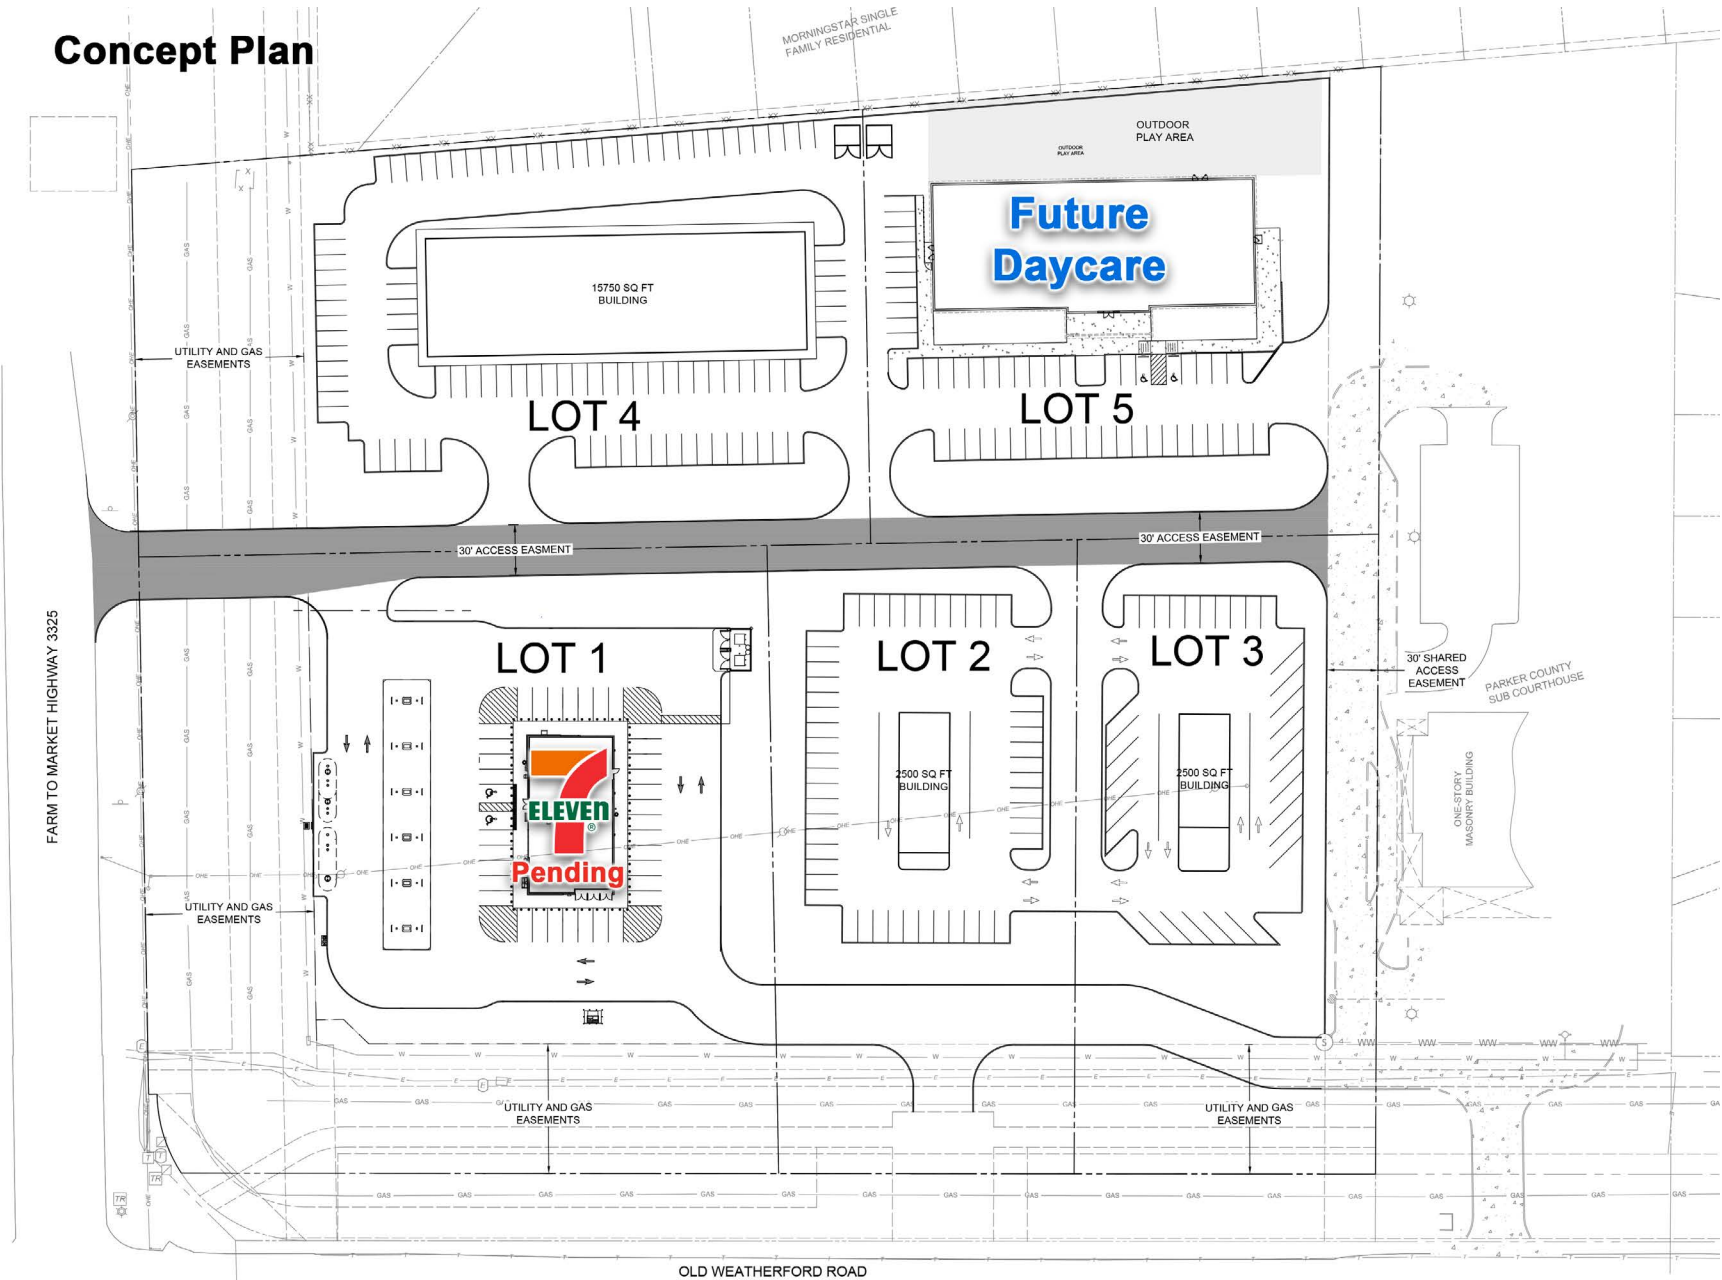 Concept Plan
MORNINGSTAR SINGLE
FAMILY RESIDENTIAL
OUTDOOR
PLAY AREA
OUTDOOR
PLAY AREA
Future
Daycare
15750 SQ FT
BUILDING
UTILITY AND GAS
EASEMENTS
LOT 4
LOT 5
30' ACCESS EASMENT
30' ACCESS EASEMENT
FARM TO MARKET HIGHWAY 3325
LOT 1
LOT 2
LOT 3
30' SHARED
ACCESS
EASEMENT
PARKER COUNTY
SUB COURTHOUSE
7
ELEVEn
®
Pending
2500 SQ FT
BUILDING
2500 SQ FT
BUILDING
ONE-STORY
MASONRY BUILDING
UTILITY AND GAS
EASEMENTS
UTILITY AND GAS
EASEMENTS
UTILITY AND GAS
EASEMENTS
OLD WEATHERFORD ROAD